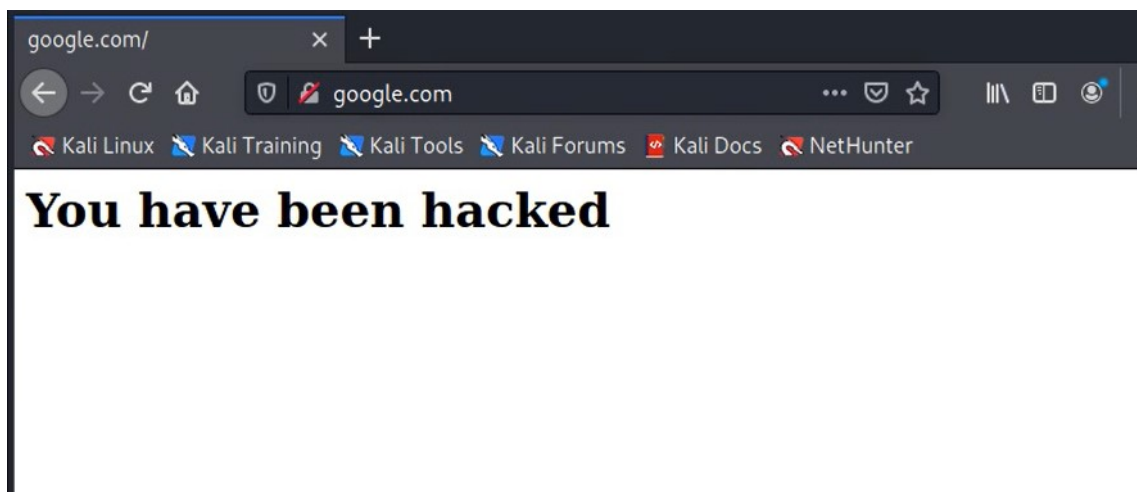 google.com/
google.com
Kali Linux Kali Training Kali Tools Kali Forums Kali Docs NetHunter
You have been hacked